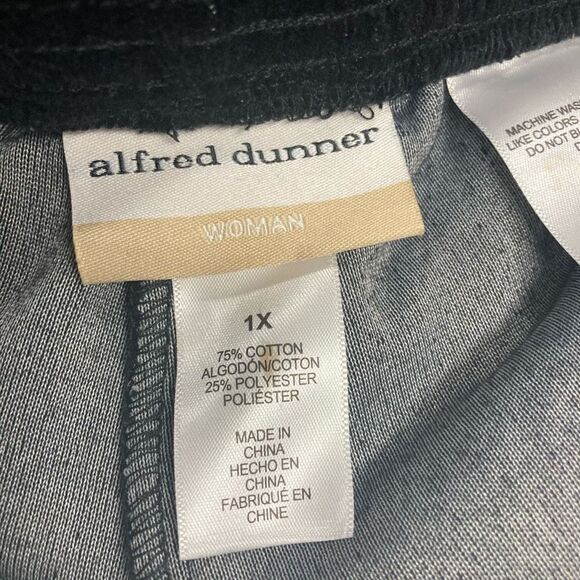 alfred dunner
WOMAN
1X
75% COTTON
ALGODÓN/COTON
25% POLYESTER
POLIÉSTER
MADE IN
CHINA
HECHO EN
CHINA
FABRIQUÉ EN
CHINE
MACHINE WAS
LIKE COLORS
DO NOT B
D